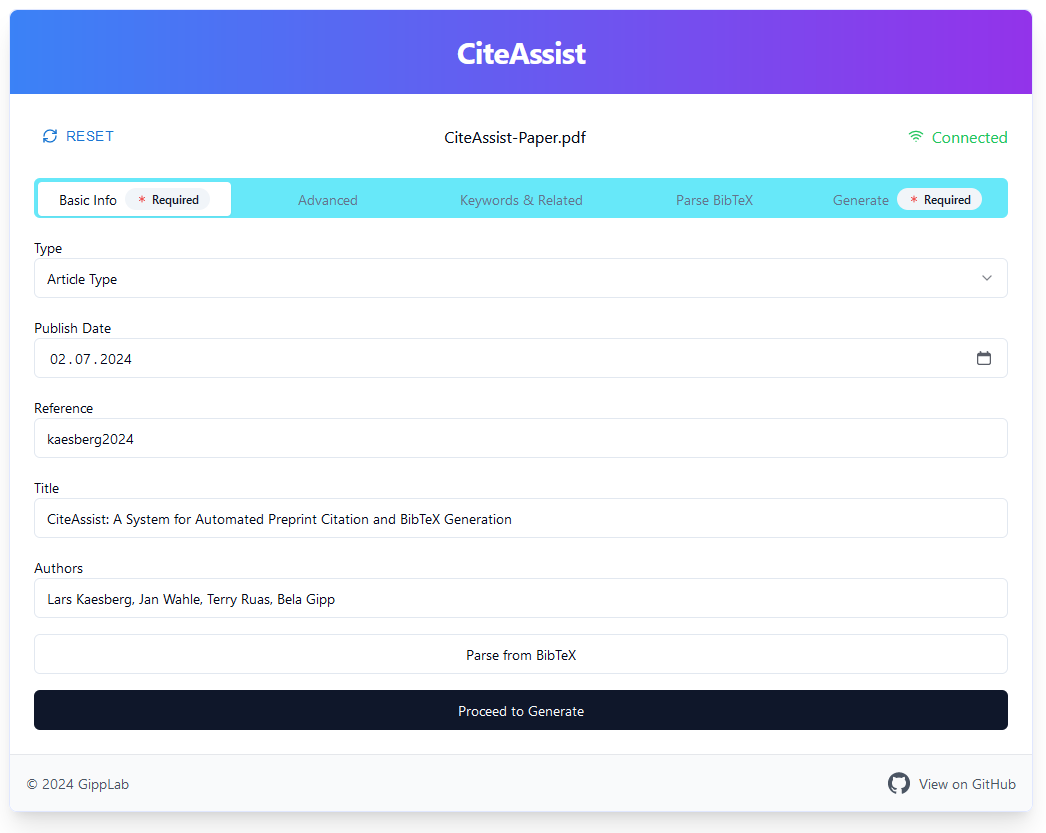 CiteAssist
RESET
CiteAssist-Paper.pdf
Connected
Basic Info * Required
Advanced
Keywords & Related
Parse BibTeX
Generate * Required
Type
Article Type
Publish Date
02.07.2024
Reference
kaesberg2024
Title
CiteAssist: A System for Automated Preprint Citation and BibTeX Generation
Authors
Lars Kaesberg, Jan Wahle, Terry Ruas, Bela Gipp
Parse from BibTeX
Proceed to Generate
© 2024 GippLab
View on GitHub